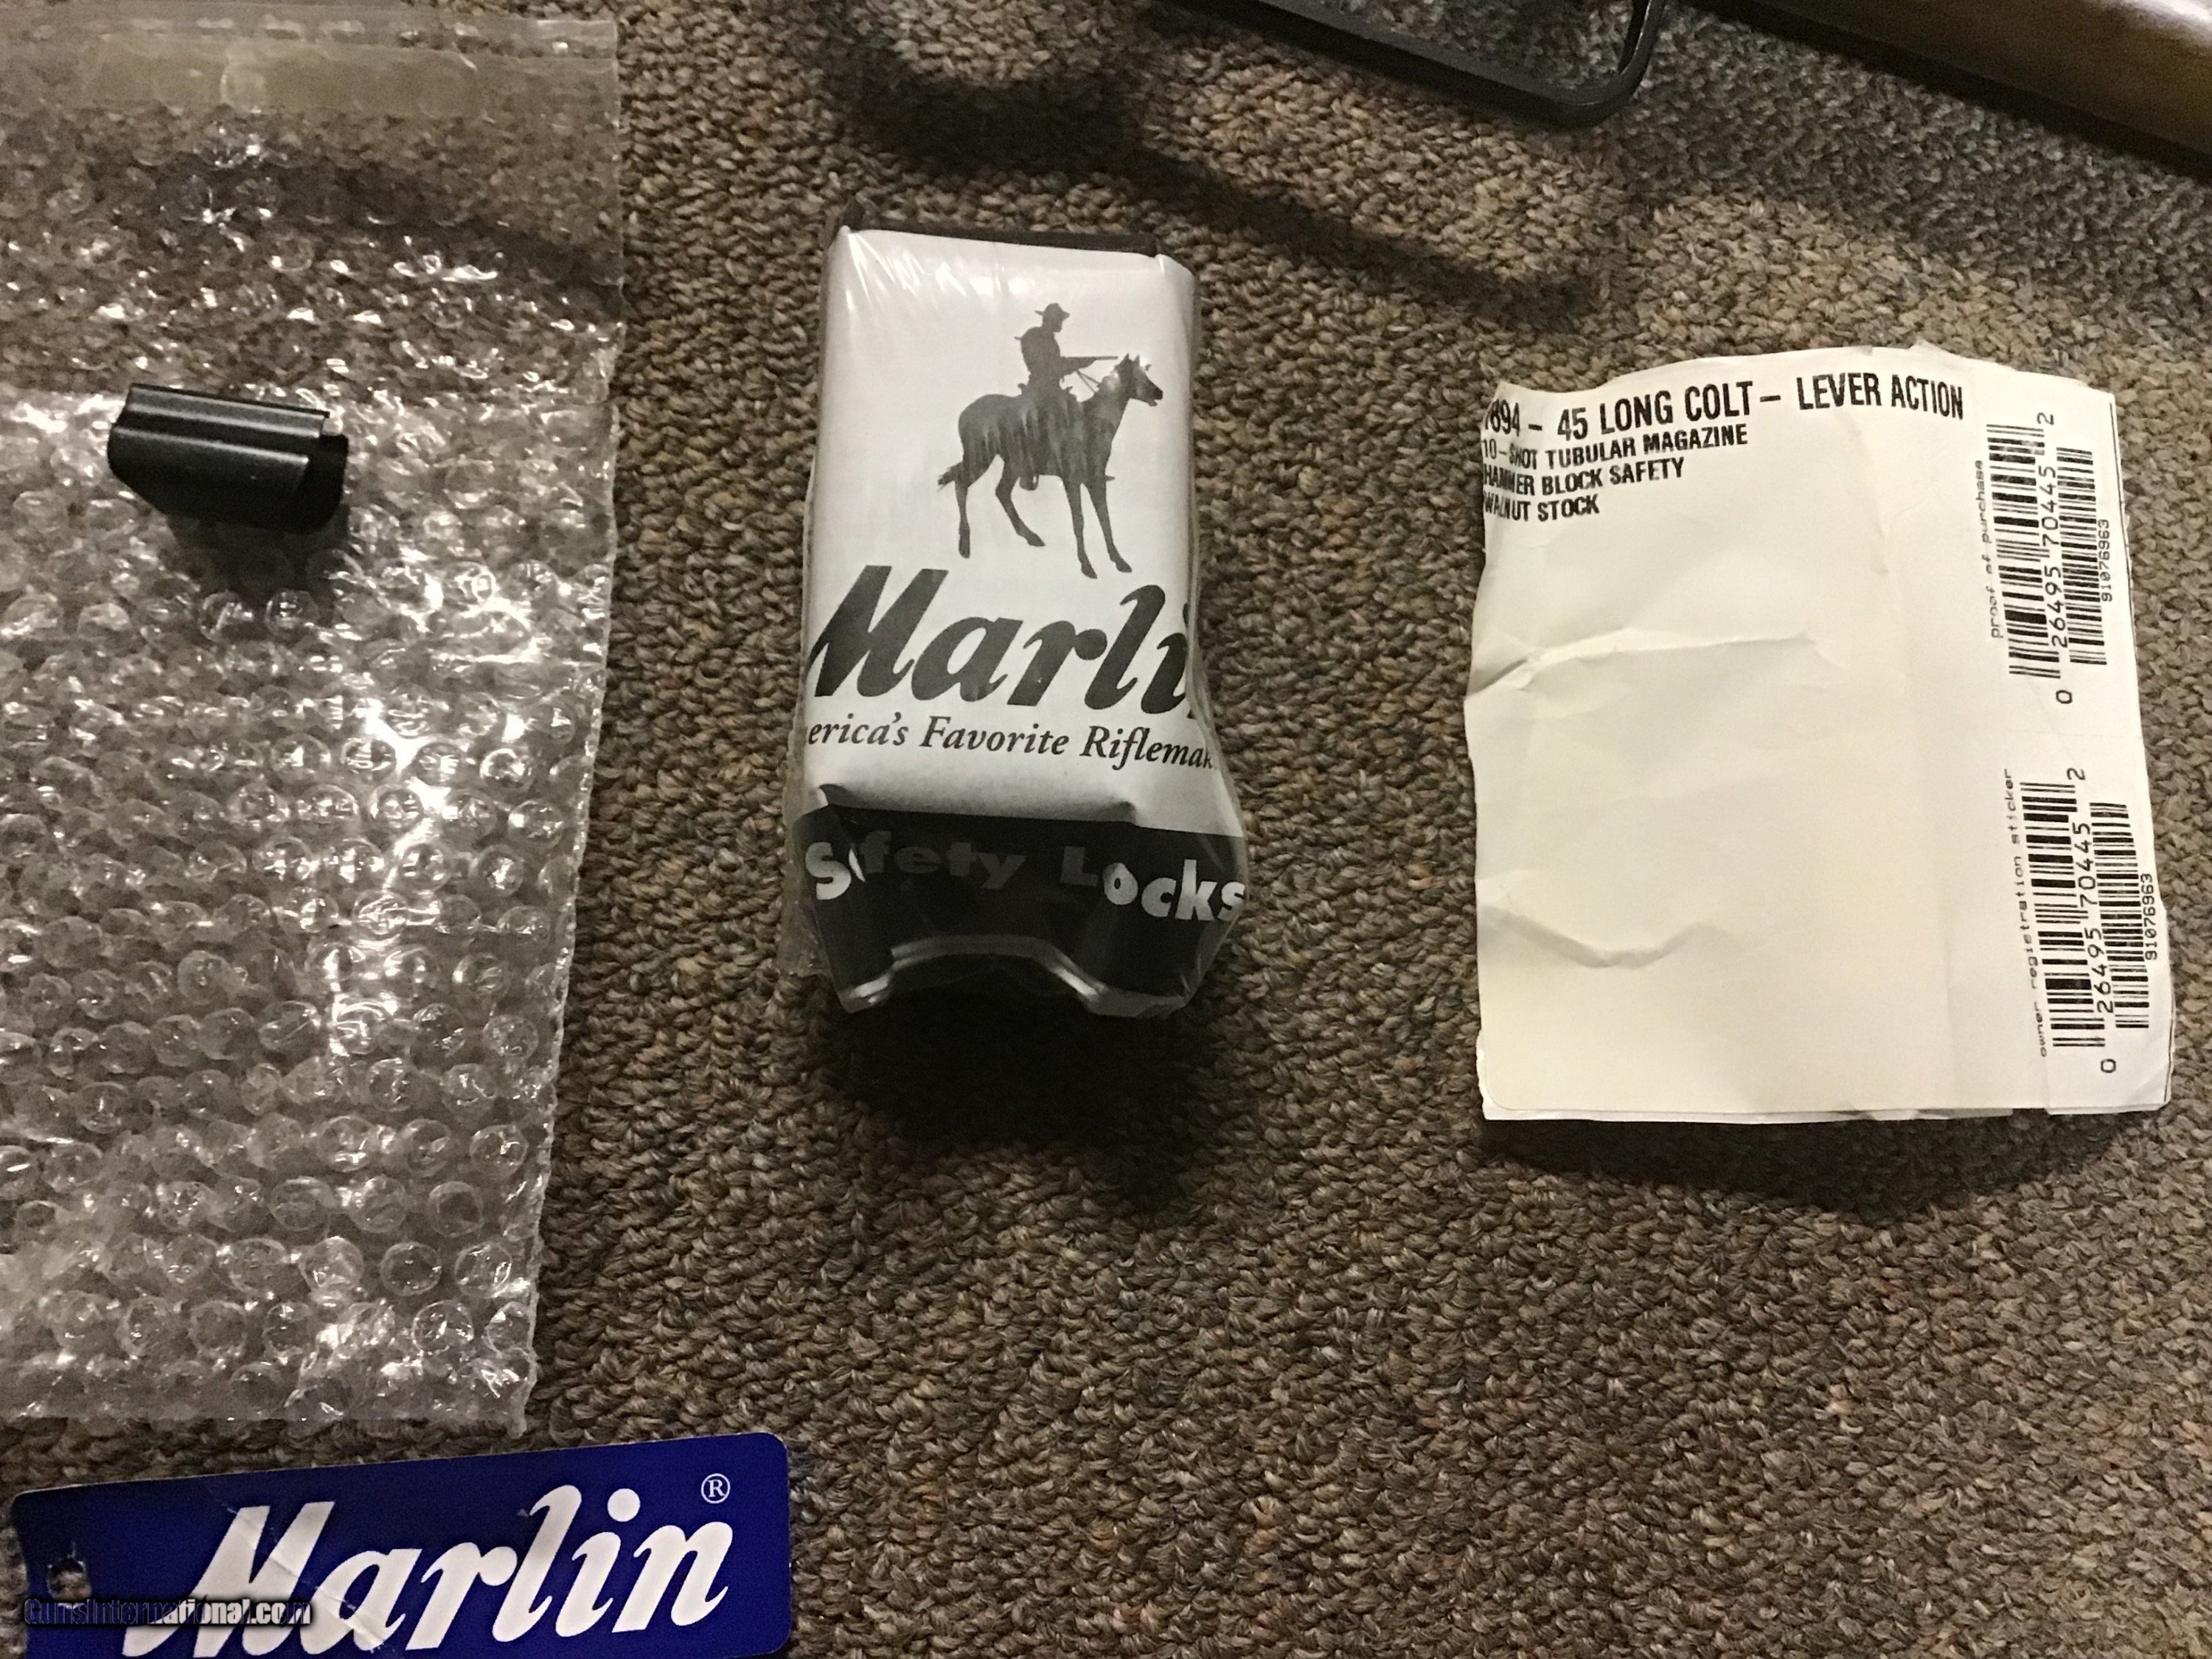 Marli
erica's Favorite Riflemak
Safety Locks
1894 - 45 LONG COLT - LEVER ACTION
10-SHOT TUBULAR MAGAZINE
HAMMER BLOCK SAFETY
WALNUT STOCK
proof of purchase
0 26495 70445 2
91076963
owner registration sticker
0 26495 70445 2
91076963
Marlin®
GunsInternational.com